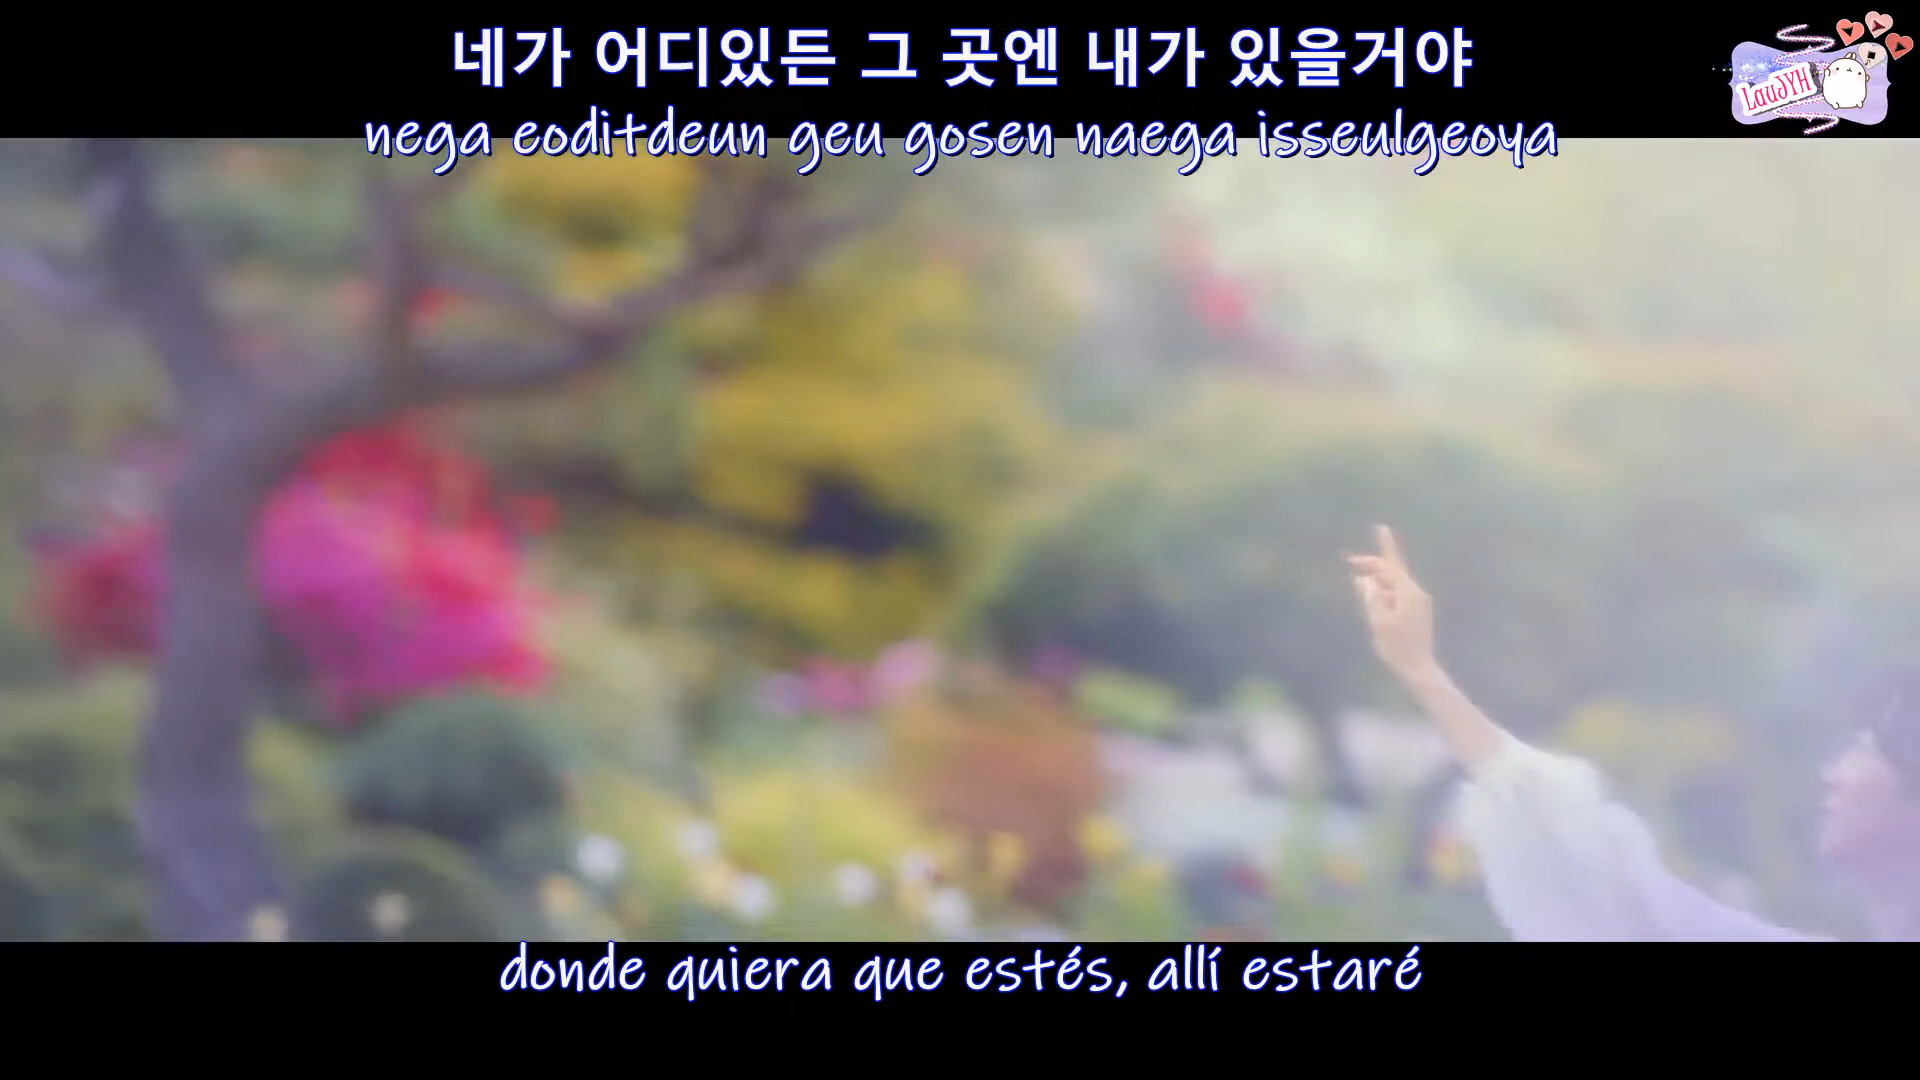 네가 어디있든 그 곳엔 내가 있을거야
LauJYH
nega eoditdeun geu gosen naega isseulgeoya
donde quiera que estés, allí estaré